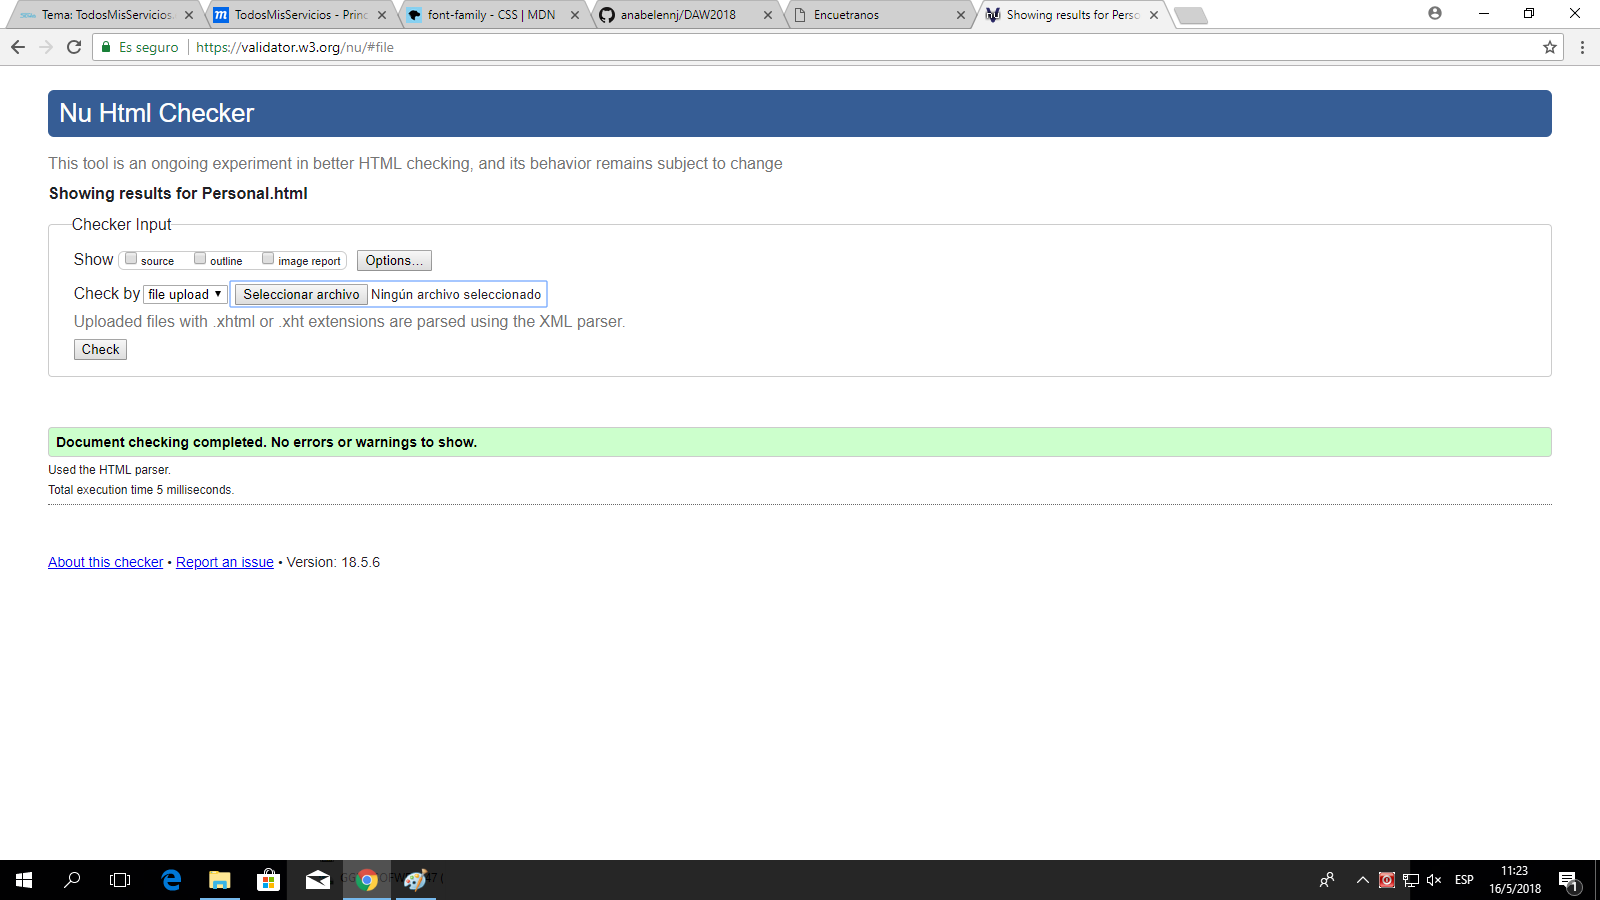 Tema: TodosMisServicios.
TodosMisServicios - Princ
font-family - CSS | MDN
anabelennj/DAW2018
Encuetranos
Showing results for Perso
Es seguro
https://validator.w3.org/nu/#file
Nu Html Checker
This tool is an ongoing experiment in better HTML checking, and its behavior remains subject to change
Showing results for Personal.html
Checker Input
Show source outline image report Options...
Check by file upload Seleccionar archivo Ningún archivo seleccionado
Uploaded files with .xhtml or .xht extensions are parsed using the XML parser.
Check
Document checking completed. No errors or warnings to show.
Used the HTML parser.
Total execution time 5 milliseconds.
About this checker • Report an issue • Version: 18.5.6
ESP
11:23
16/5/2018
1